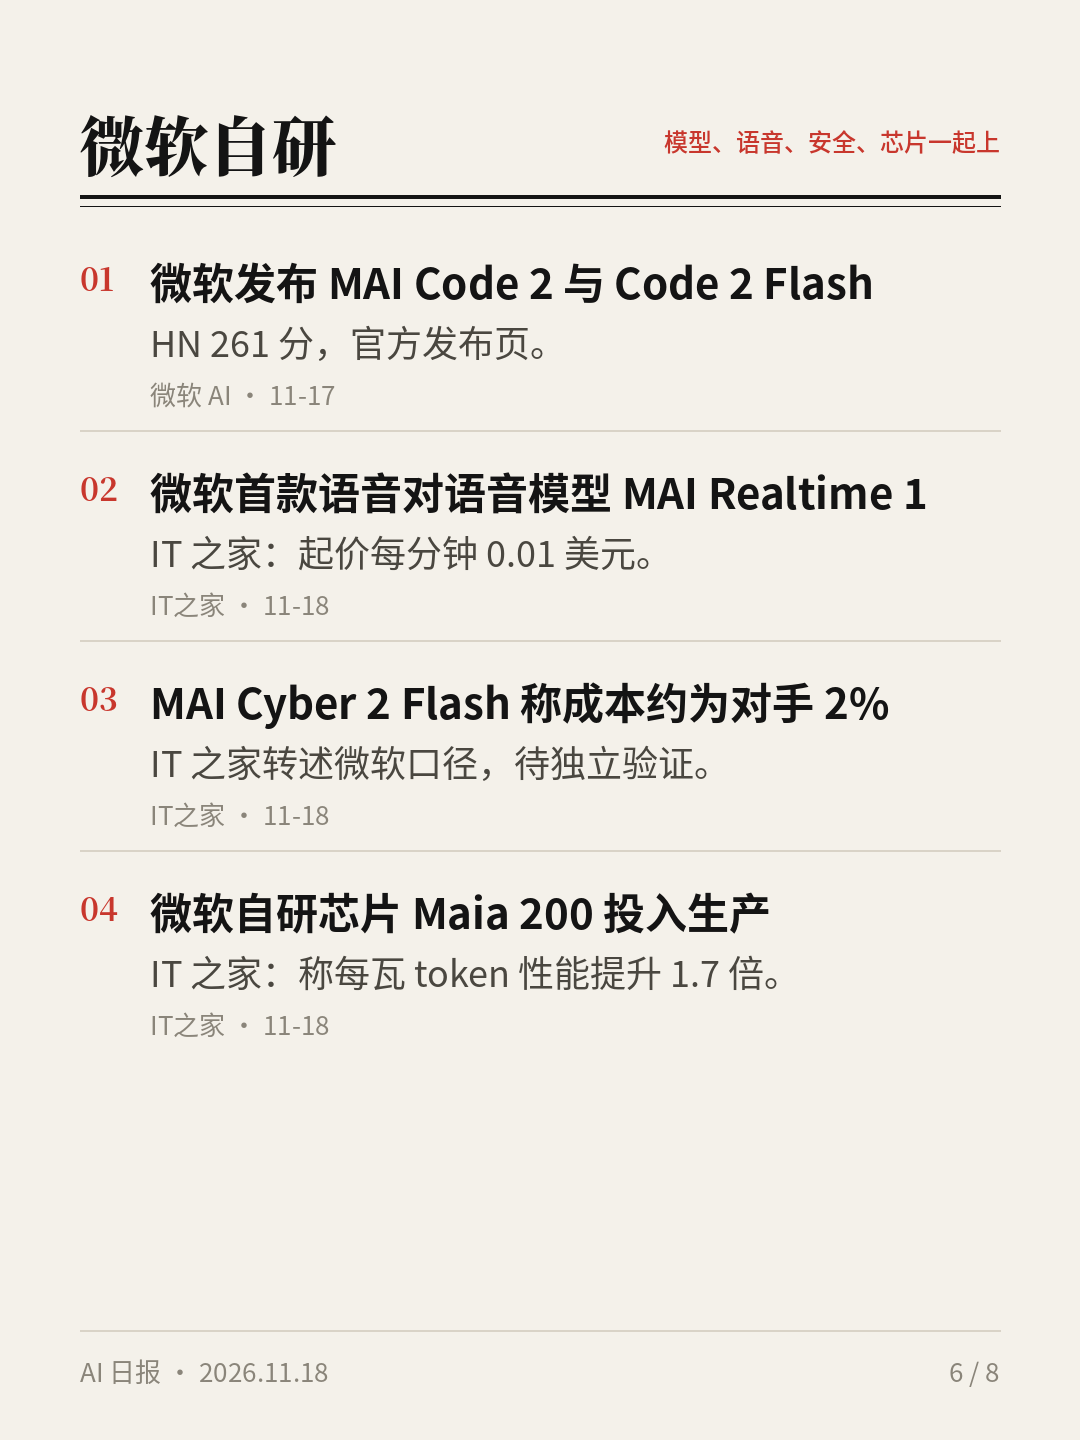 微软自研
模型、语音、安全、芯片一起上
01
微软发布 MAI Code 2 与 Code 2 Flash
HN 261 分，官方发布页。
微软 AI · 11-17
02
微软首款语音对语音模型 MAI Realtime 1
IT 之家：起价每分钟 0.01 美元。
IT之家 · 11-18
03
MAI Cyber 2 Flash 称成本约为对手 2%
IT 之家转述微软口径，待独立验证。
IT之家 · 11-18
04
微软自研芯片 Maia 200 投入生产
IT 之家：称每瓦 token 性能提升 1.7 倍。
IT之家 · 11-18
AI 日报 · 2026.11.18
6 / 8